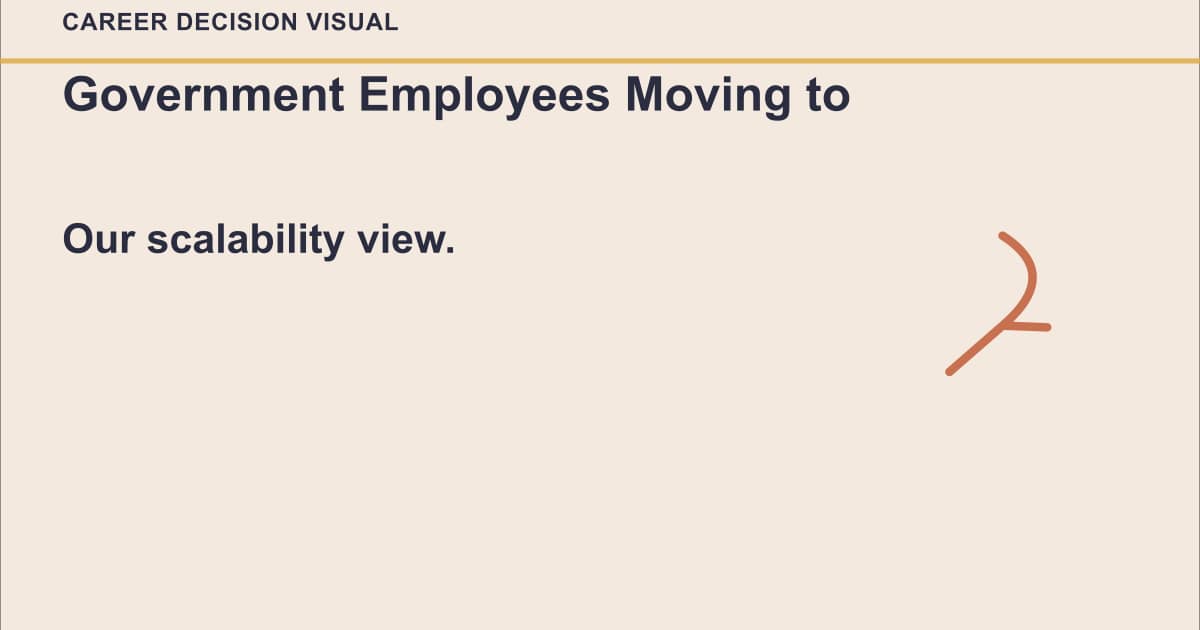 CAREER DECISION VISUAL
Government Employees Moving to
Our scalability view.